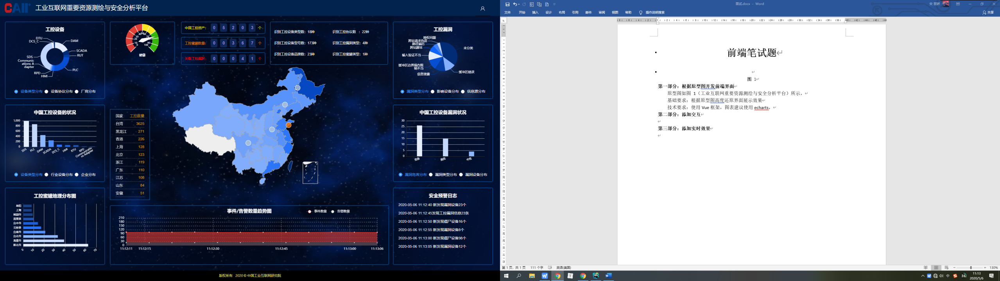 CAII+ 工业互联网重要资源测绘与安全分析平台
工控设备
DTU
DCS_C
DAM
SCADA
RUT
SDS
Communic
ations A
dapter
PLC
RPD
HMI
设备类型分布 设备协议分布 厂商分布
中国工控设备的状况
1,000
800
600
400
200
0
SDS PLC DAM SCADA DCS_C HMI RTU RPD Communicatio
ns Adapter
设备类型分布 行业设备分布 企业分布
工控蜜罐地理分布图
阜阳
上海
桃园市
苗栗县
台中市
云林县
台南市
台北市
高雄市
新北市
0 10 20 30 40 50 60 70
0 10 20 30 40 50 60 70 80 90 100
健康
中国工控资产: 0 5 2 0 3 个
工控蜜罐数量: 0 0 3 6 7 个
关联工控漏洞: 0 0 0 4 1 个
识别工控设备类型数: 18种 识别工控协议数 : 22种
识别工控设备型号数: 173种 识别工控漏洞类型: 4种
识别工控设备品牌数: 23种 识别工控蜜罐类型: 1种
国家 工控数量
台湾 3625
黑龙江 271
香港 226
上海 128
北京 123
浙江 119
广东 110
江苏 108
山东 84
安徽 51
事件/告警数量趋势图 事件数量 告警数量
210
180
150
120
90
60
30
0
11:12:11 11:12:15 11:12:30 11:12:45 11:13:00 11:13:06
工控漏洞
授权问题
跨站请求伪造
路径遍历
跨站脚本
未分类
输入验证不当
缓冲区边界操作限
制不当
信息泄露
缓冲区错误
漏洞类型分布 影响设备分布 信息源分布
中国工控设备漏洞状况
30
25
20
15
10
5
0
危急 高危 中危
漏洞危害分布 漏洞类型分布 漏洞设备分布
安全预警日志
2020-05-06 11:12:40 新发现漏洞设备23个
2020-05-06 11:12:45发现工控漏洞信息23条
2020-05-06 11:12:50 新发现僵尸设备16个
2020-05-06 11:12:55 新发现漏洞设备8个
2020-05-06 11:13:00 新发现僵尸设备98个
2020-05-06 11:13:05 新发现漏洞设备12个
版权所有 2020 © 中国工业互联网研究院
面试.docx - Word
文件 开始 插入 设计 布局 引用 邮件 审阅 视图 帮助 操作说明搜索 共享
前端笔试题
图 1
第一部分：根据原型图开发前端界面
原型图如图 1（工业互联网重要资源测绘与安全分析平台）所示，
基础要求：根据原型图高度还原界面展示效果
技术要求：使用 Vue 框架，图表建议使用 echarts，
第二部分：添加交互
第三部分：添加实时效果
第 1 页，共 1 页 111 个字 英语(美国) 130%
中 36 11:13
2020/5/6